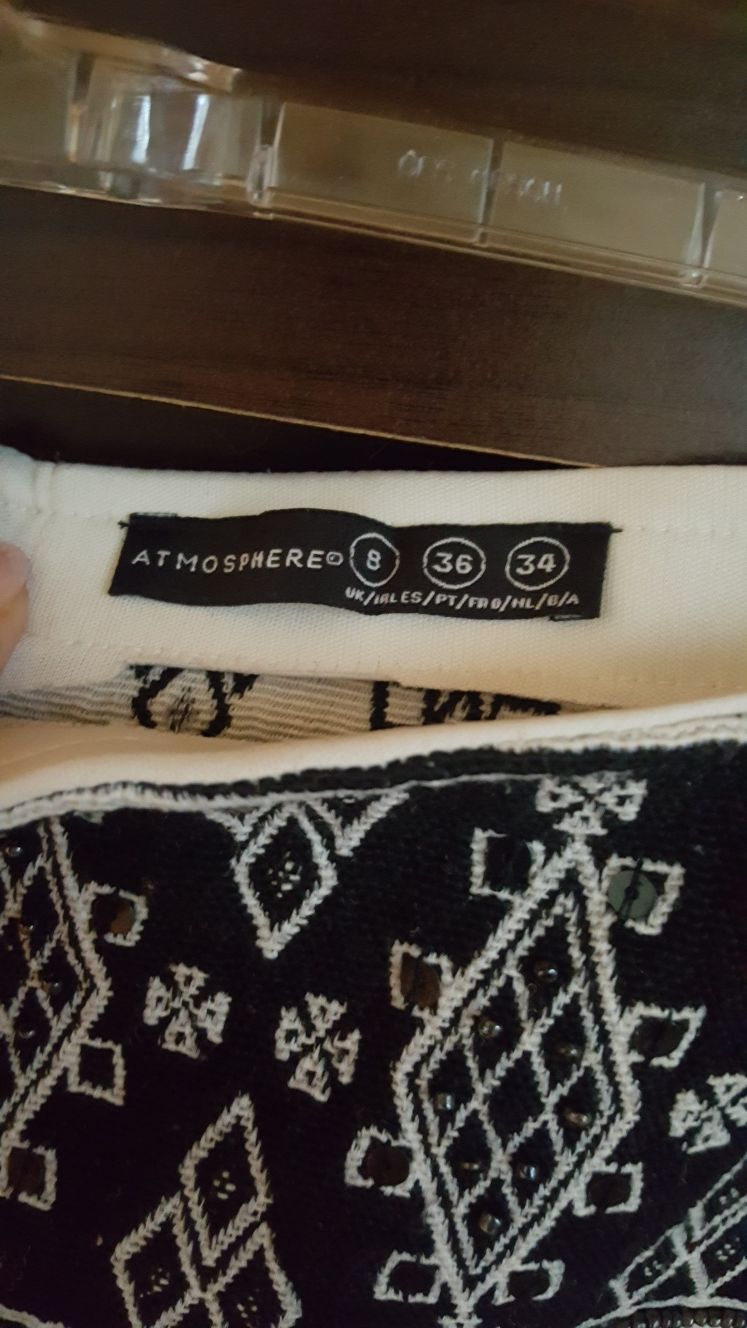 ATMOSPHERE© 8 36 34
UK/IRL ES/PT/FR D/NL/B/A